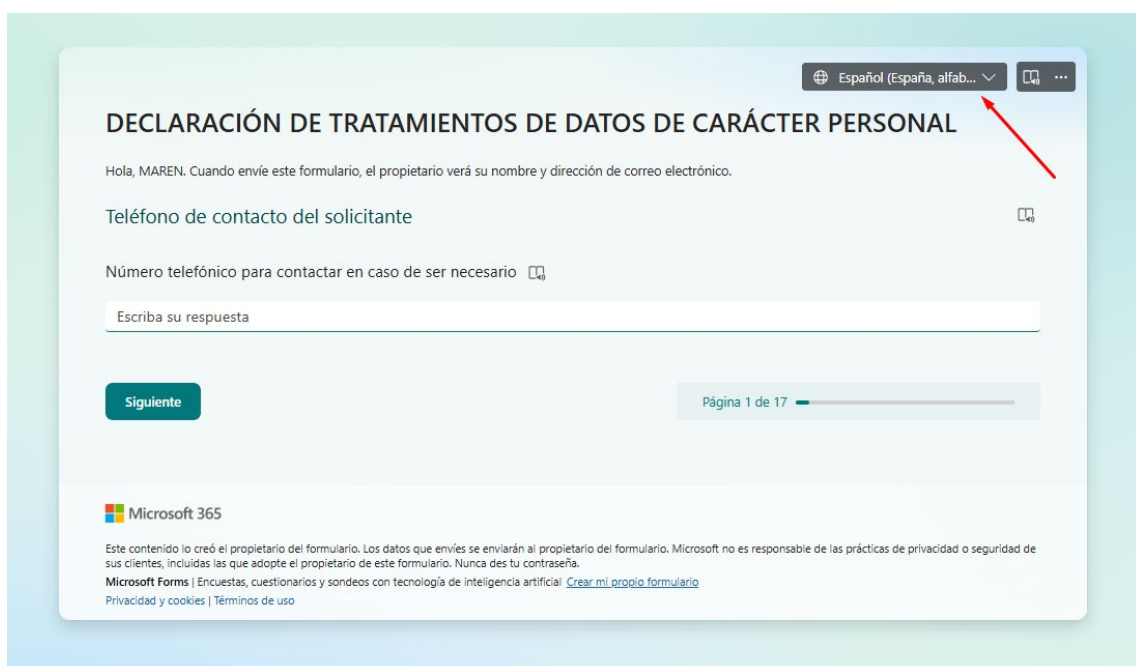 Español (España, alfab...
DECLARACIÓN DE TRATAMIENTOS DE DATOS DE CARÁCTER PERSONAL
Hola, MAREN. Cuando envíe este formulario, el propietario verá su nombre y dirección de correo electrónico.
Teléfono de contacto del solicitante
Número telefónico para contactar en caso de ser necesario
Escriba su respuesta
Siguiente
Página 1 de 17
Microsoft 365
Este contenido lo creó el propietario del formulario. Los datos que envíes se enviarán al propietario del formulario. Microsoft no es responsable de las prácticas de privacidad o seguridad de
sus clientes, incluidas las que adopte el propietario de este formulario. Nunca des tu contraseña.
Microsoft Forms | Encuestas, cuestionarios y sondeos con tecnología de inteligencia artificial Crear mi propio formulario
Privacidad y cookies | Términos de uso